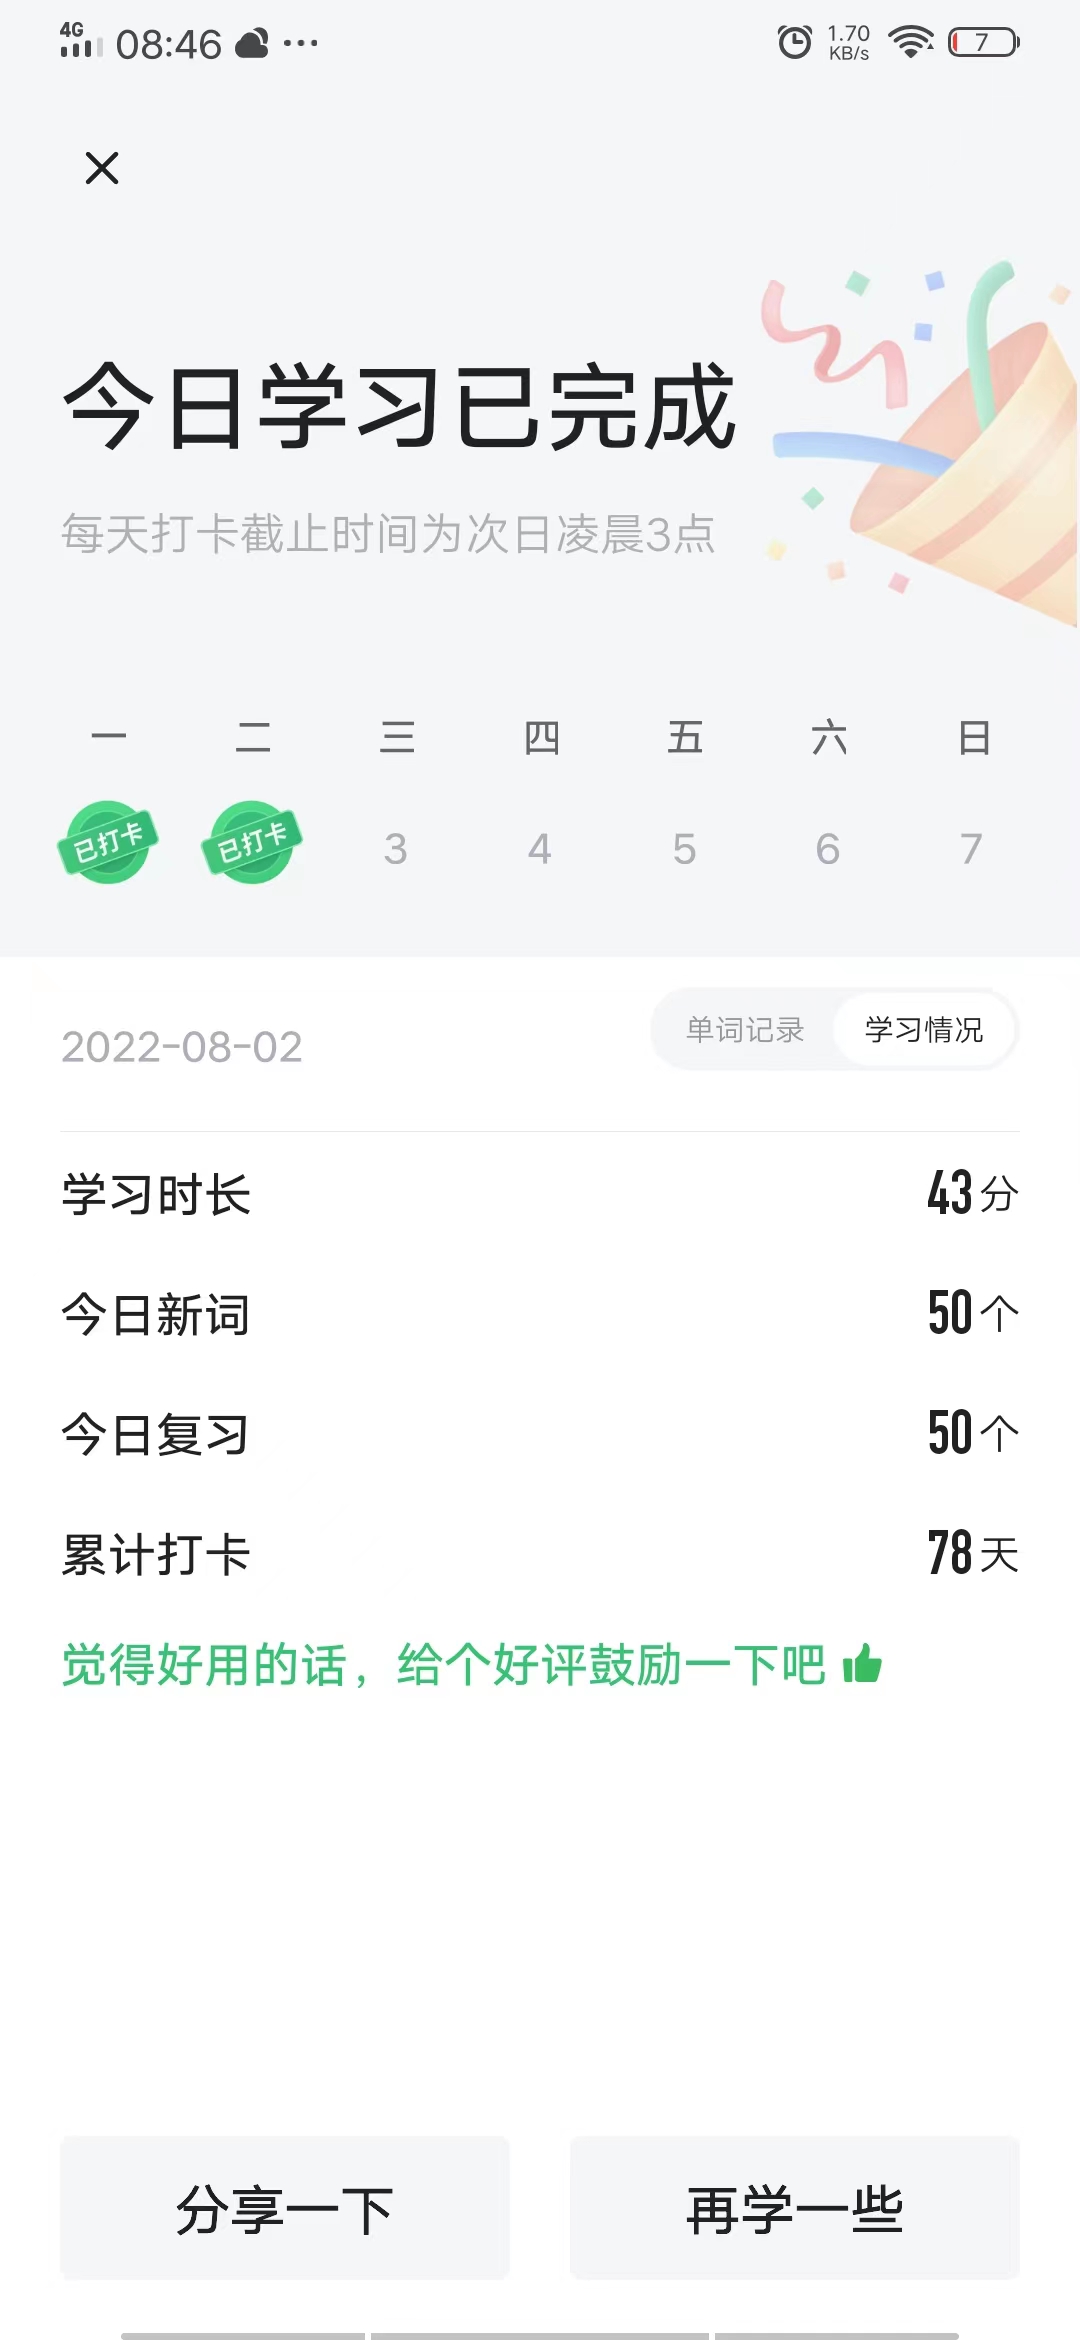 4G 08:46 1.70 KB/s 7
今日学习已完成
每天打卡截止时间为次日凌晨3点
一 二 三 四 五 六 日
已打卡 已打卡 3 4 5 6 7
2022-08-02 单词记录 学习情况
学习时长 43分
今日新词 50个
今日复习 50个
累计打卡 78天
觉得好用的话，给个好评鼓励一下吧
分享一下 再学一些